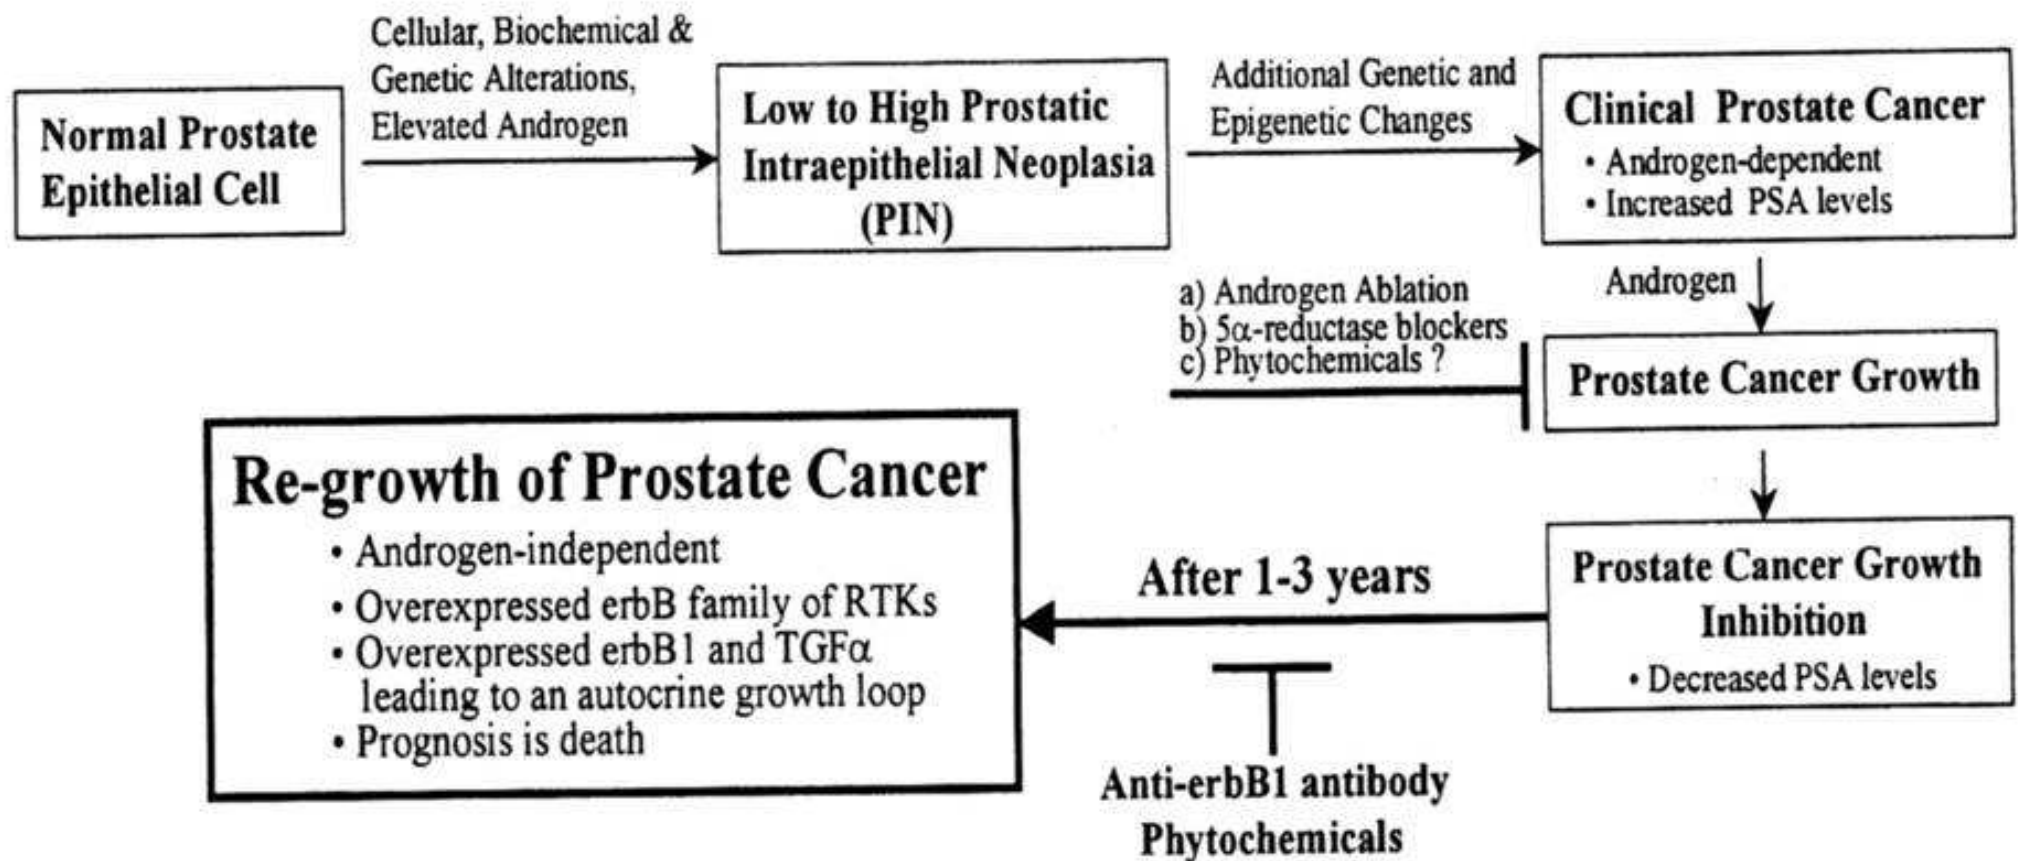 Normal Prostate
Epithelial Cell
Cellular, Biochemical &
Genetic Alterations,
Elevated Androgen
Low to High Prostatic
Intraepithelial Neoplasia
(PIN)
Additional Genetic and
Epigenetic Changes
Clinical Prostate Cancer
• Androgen-dependent
• Increased PSA levels
Androgen
a) Androgen Ablation
b) 5α-reductase blockers
c) Phytochemicals ?
Prostate Cancer Growth
Prostate Cancer Growth
Inhibition
• Decreased PSA levels
After 1-3 years
Anti-erbB1 antibody
Phytochemicals
Re-growth of Prostate Cancer
• Androgen-independent
• Overexpressed erbB family of RTKs
• Overexpressed erbB1 and TGFα
leading to an autocrine growth loop
• Prognosis is death